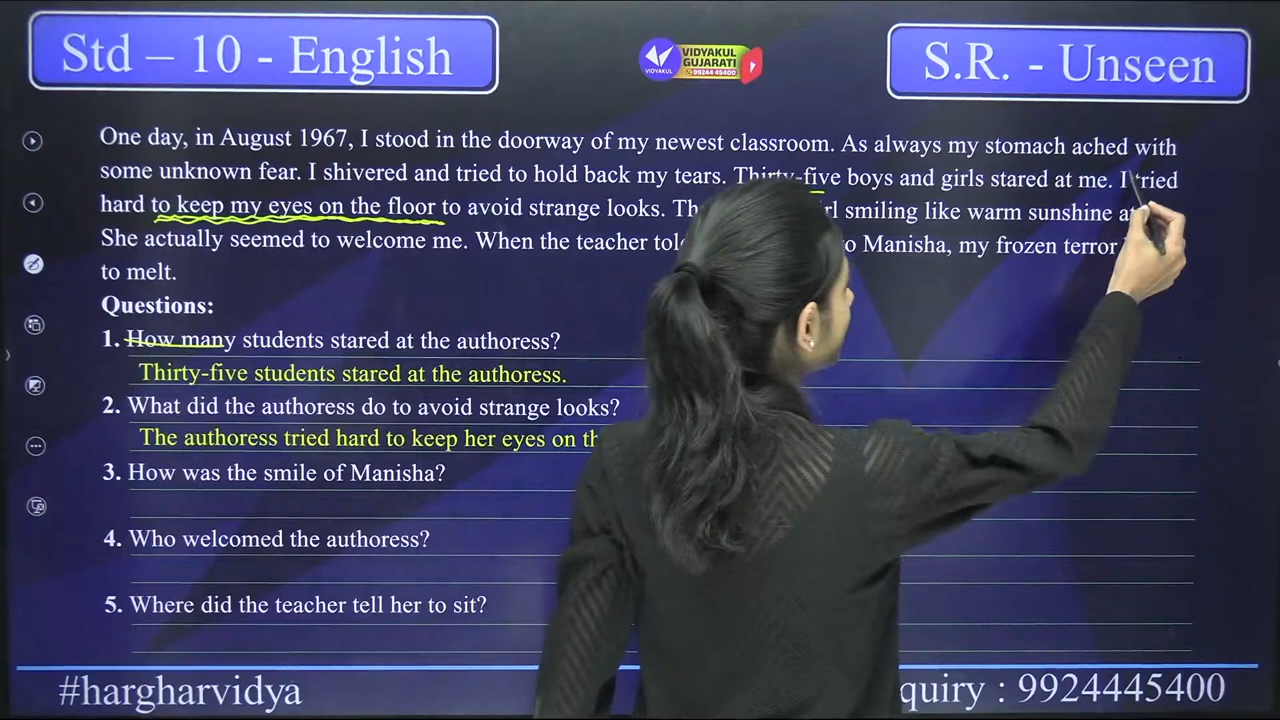 Std – 10 - English
VIDYAKUL
VIDYAKUL
GUJARATI
99244 45400
S.R. - Unseen
One day, in August 1967, I stood in the doorway of my newest classroom. As always my stomach ached with
some unknown fear. I shivered and tried to hold back my tears. Thirty-five boys and girls stared at me. I tried
hard to keep my eyes on the floor to avoid strange looks. smiling like warm sunshine
She actually seemed to welcome me. When the teacher to Manisha, my frozen terror
to melt.
Questions:
1. How many students stared at the authoress?
Thirty-five students stared at the authoress.
2. What did the authoress do to avoid strange looks?
The authoress tried hard to keep her eyes on
3. How was the smile of Manisha?
4. Who welcomed the authoress?
5. Where did the teacher tell her to sit?
#hargharvidya
quiry : 9924445400